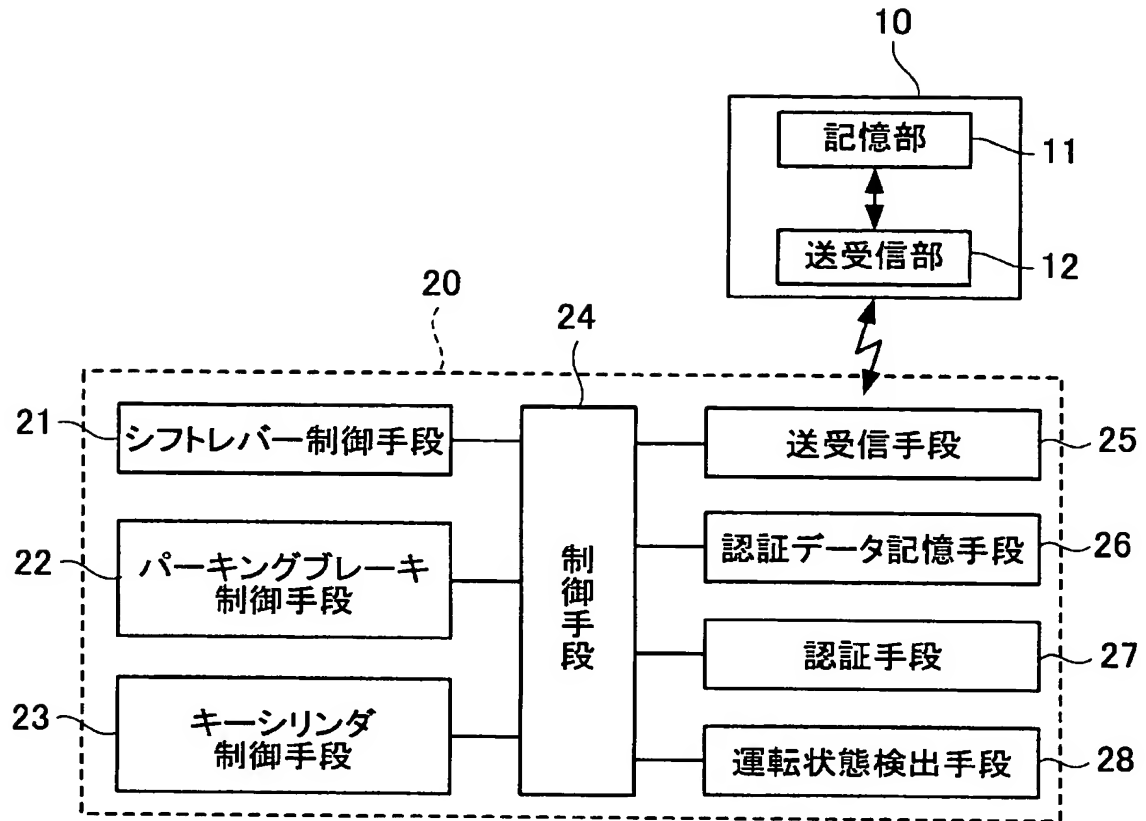 10
記憶部
11
送受信部
12
20
24
21
シフトレバー制御手段
22
パーキングブレーキ
制御手段
23
キーシリンダ
制御手段
制御手段
送受信手段
25
認証データ記憶手段
26
認証手段
27
運転状態検出手段
28